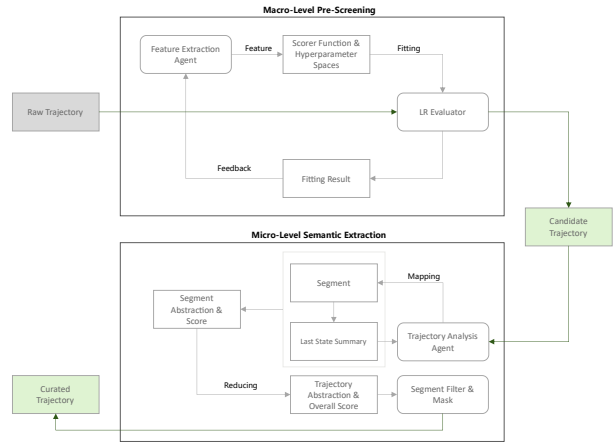 Macro-Level Pre-Screening
Feature Extraction
Agent
Feature
Scorer Function &
Hyperparameter
Spaces
Fitting
Raw Trajectory
LR Evaluator
Feedback
Fitting Result
Candidate
Trajectory
Micro-Level Semantic Extraction
Segment
Mapping
Segment
Abstraction &
Score
Last State Summary
Trajectory Analysis
Agent
Curated
Trajectory
Reducing
Trajectory
Abstraction &
Overall Score
Segment Filter &
Mask